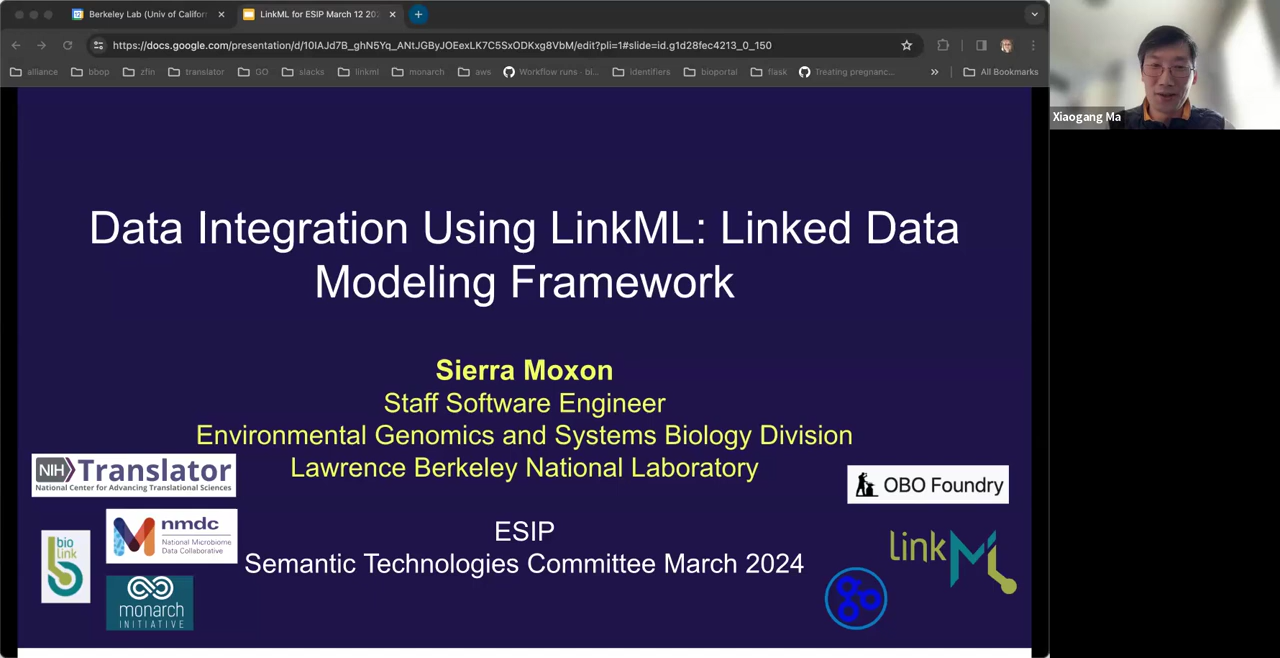 Berkeley Lab (Univ of Californ
LinkML for ESIP March 12 202
https://docs.google.com/presentation/d/10IAJd7B_ghN5Yq_ANtJGByJOEexLK7C5SxODKxg8VbM/edit?pli=1#slide=id.g1d28fec4213_0_150
alliance bbop zfin translator GO slacks linkml monarch aws Workflow runs · bi... identifiers bioportal flask Treating pregnanc... » All Bookmarks
Xiaogang Ma
Data Integration Using LinkML: Linked Data
Modeling Framework
Sierra Moxon
Staff Software Engineer
Environmental Genomics and Systems Biology Division
Lawrence Berkeley National Laboratory
NIH Translator
National Center for Advancing Translational Sciences
OBO Foundry
ESIP
Semantic Technologies Committee March 2024
nmdc
National Microbiome
Data Collaborative
bio
link
monarch
INITIATIVE
linkML
go